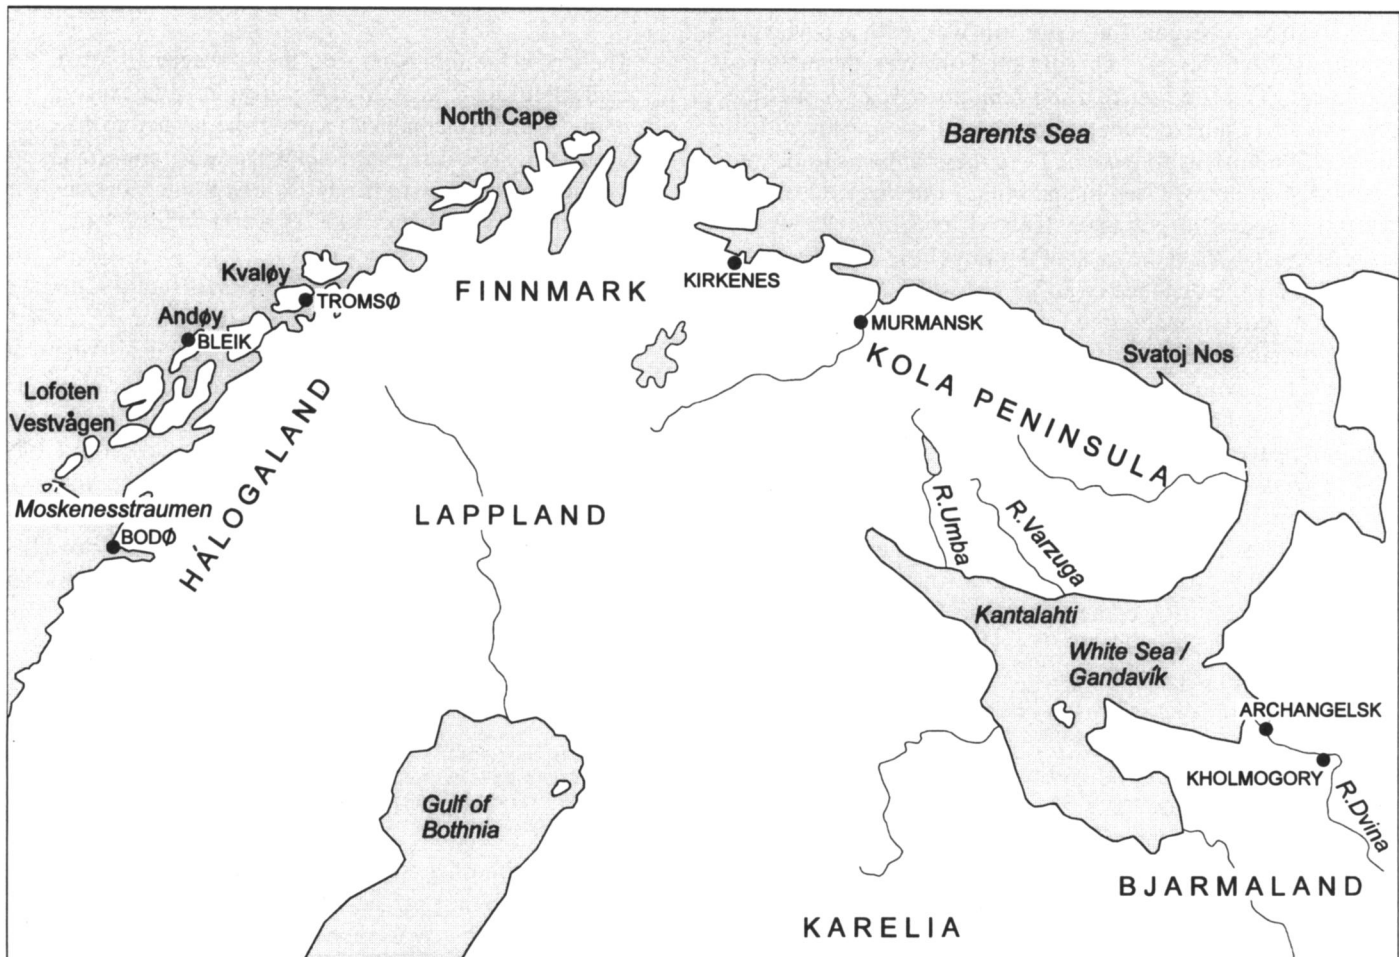 North Cape
Barents Sea
Kvaløy
TROMSØ
FINNMARK
KIRKENES
Andøy
BLEIK
MURMANSK
Svatoj Nos
KOLA PENINSULA
Lofoten
Vestvågen
HÁLOGALAND
Moskenesstraumen
BODØ
LAPPLAND
R.Umba
R.Varzuga
Kantalahti
White Sea /
Gandavík
ARCHANGELSK
KHOLMOGORY
R.Dvina
Gulf of
Bothnia
BJARMALAND
KARELIA